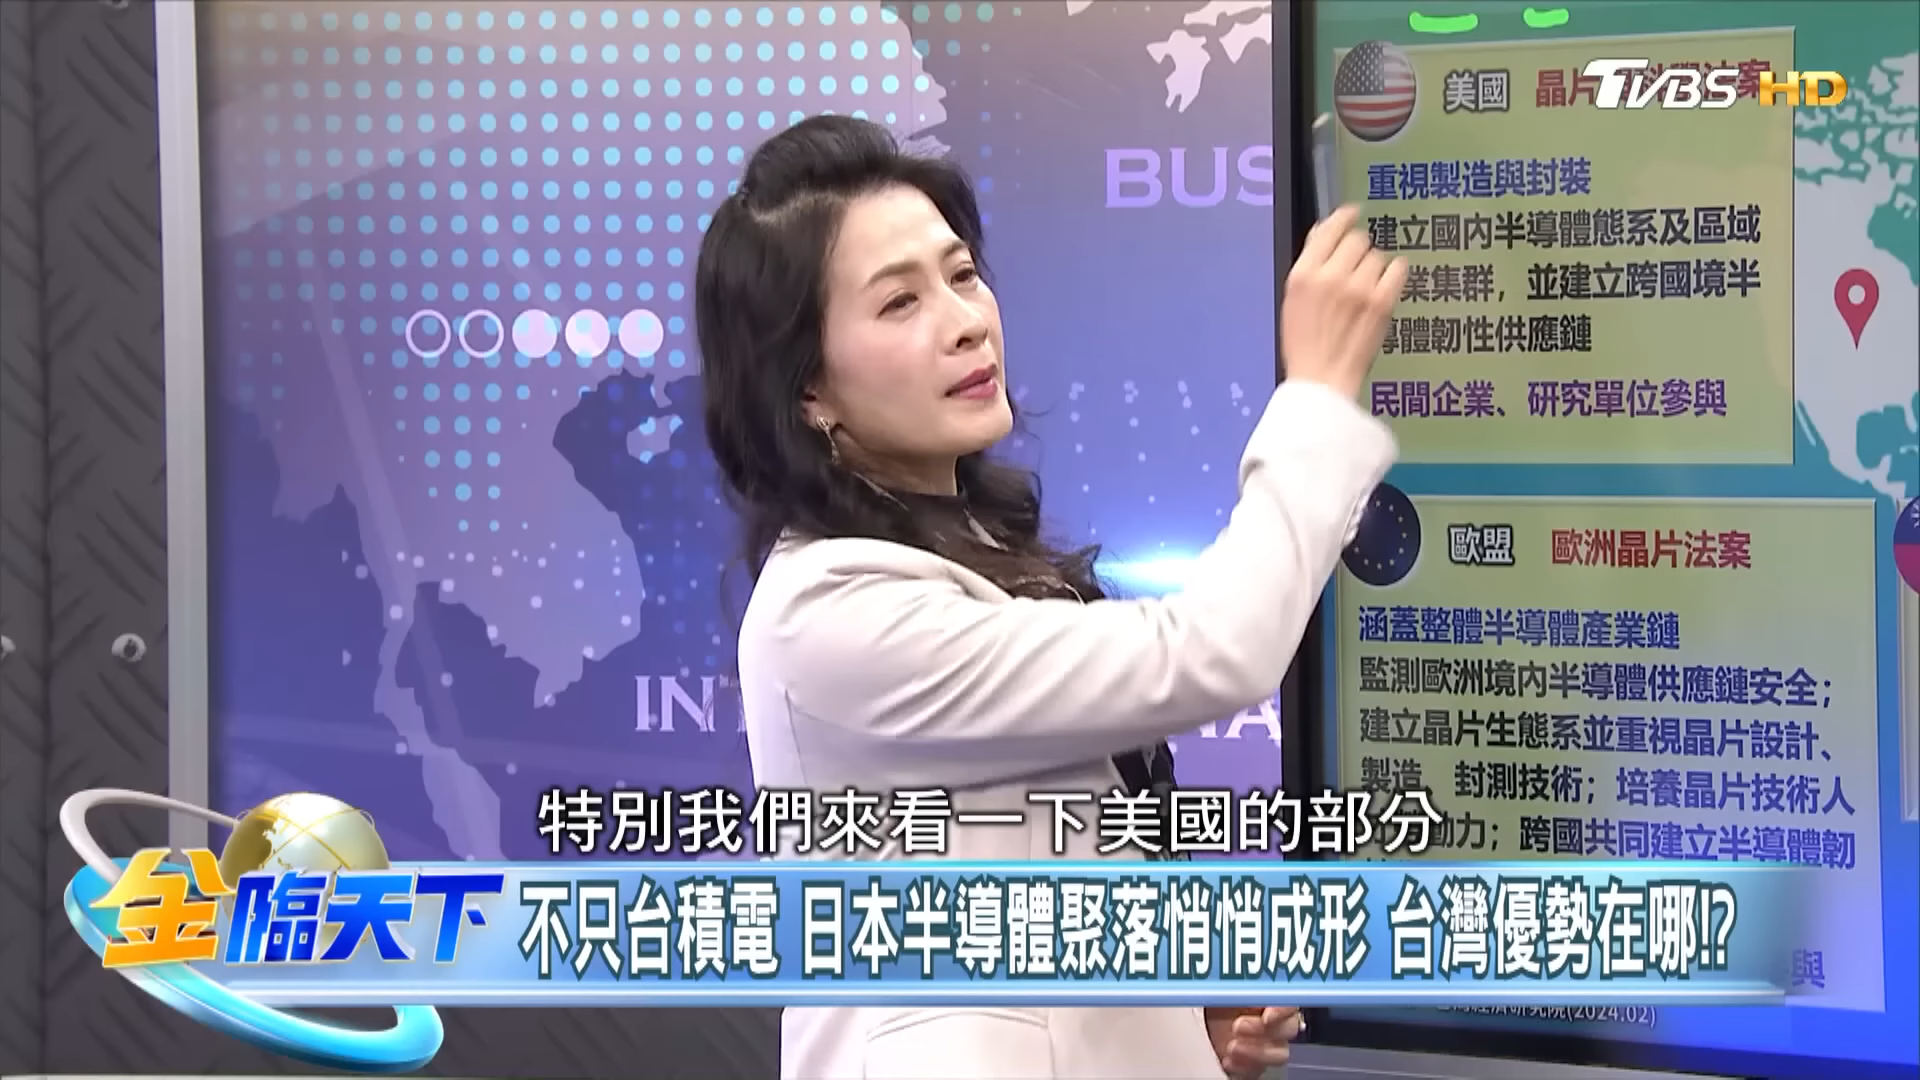 TVBS HD
BUS
美國 晶片
法案
重視製造與封裝
建立國內半導體態系及區域
業集群，並建立跨國境半
導體韌性供應鏈
民間企業、研究單位參與
歐盟 歐洲晶片法案
涵蓋整體半導體產業鏈
監測歐洲境內半導體供應鏈安全；
建立晶片生態系並重視晶片設計、
製造、封測技術；培養晶片技術人
動力；跨國共同建立半導體韌
與
經濟研究院(2024.02)
特別我們來看一下美國的部分
金臨天下
不只台積電 日本半導體聚落悄悄成形 台灣優勢在哪!?